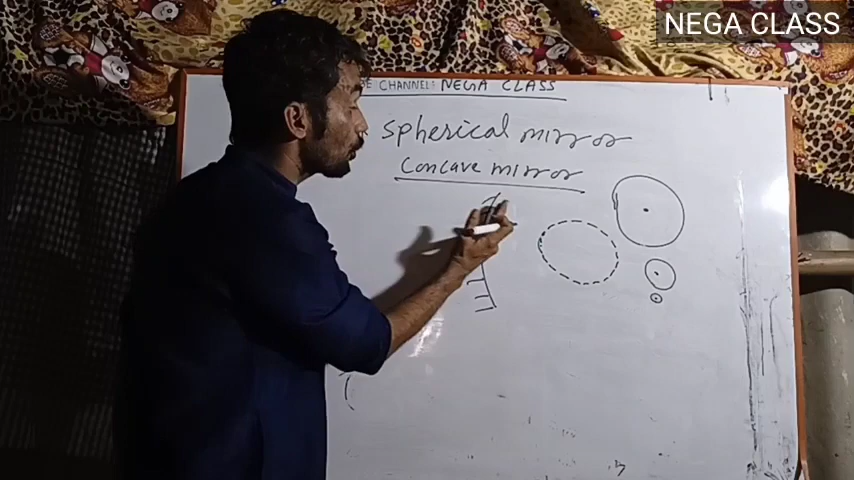 NEGA CLASS
CHANNEL: NEGA CLASS
Spherical mirror
Concave mirror